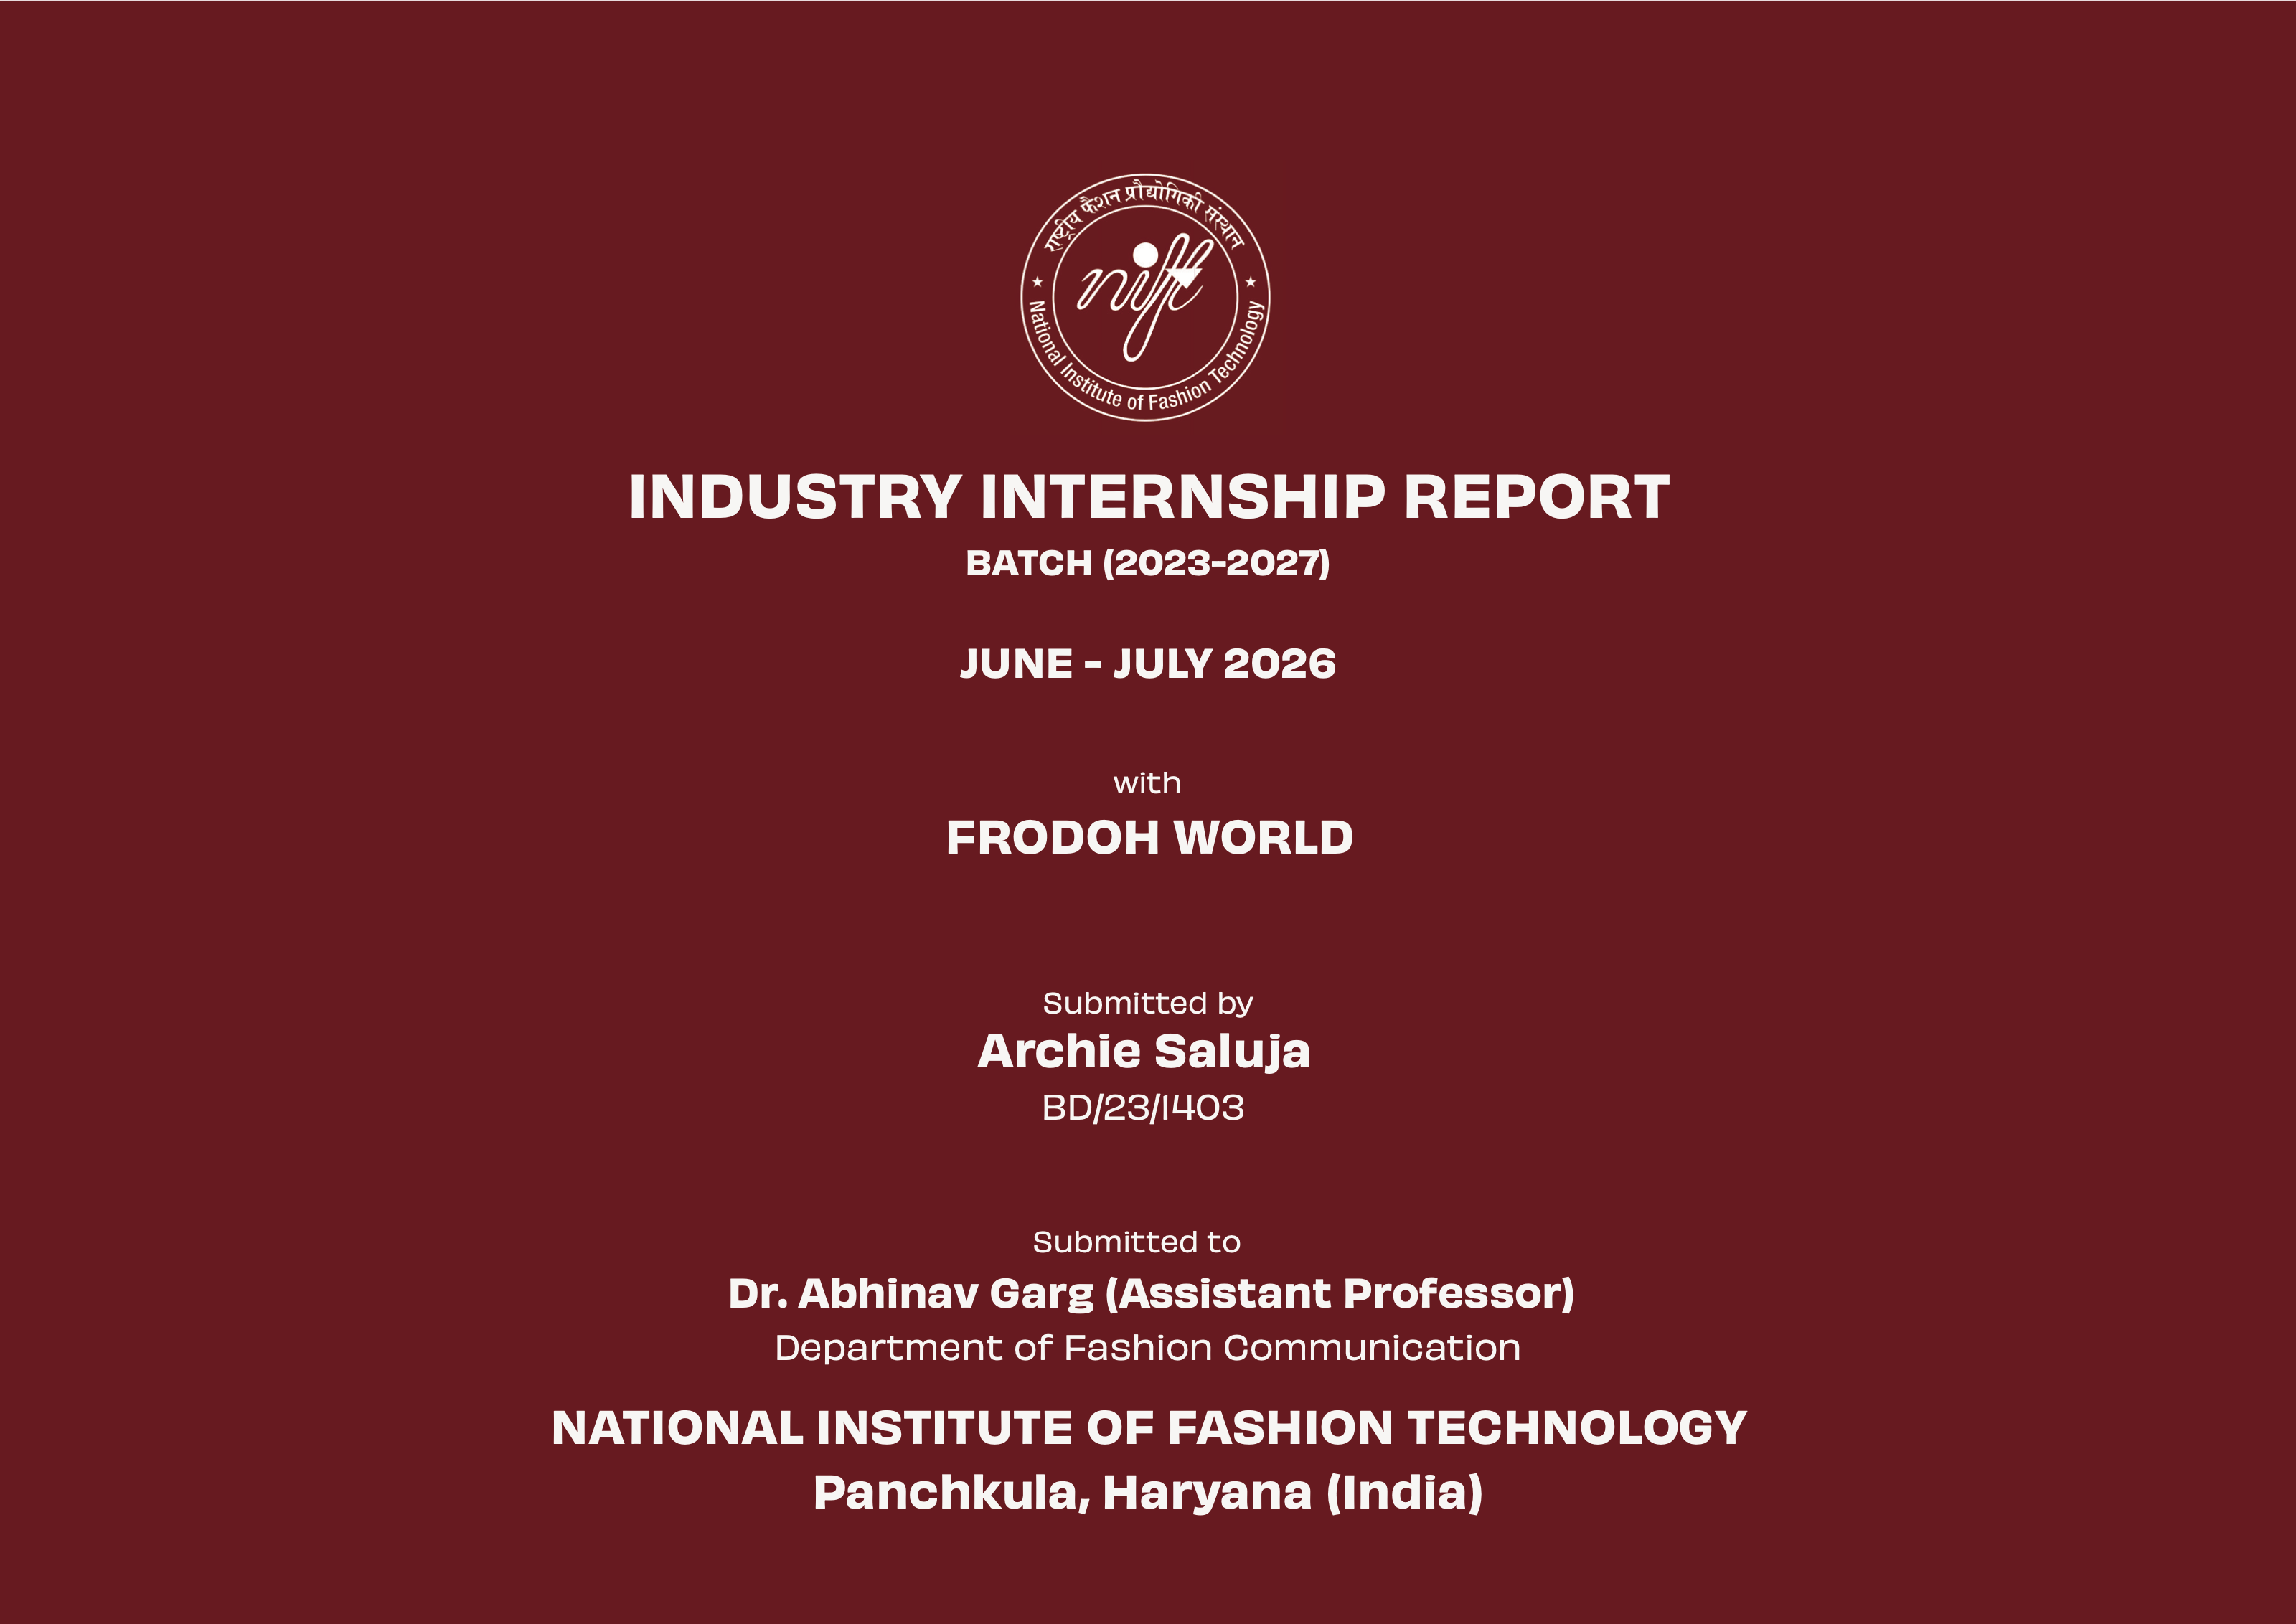 राष्ट्रीय फैशन प्रौद्योगिकी संस्थान
nift
National Institute of Fashion Technology
INDUSTRY INTERNSHIP REPORT
BATCH (2023-2027)
JUNE - JULY 2026
with
FRODOH WORLD
Submitted by
Archie Saluja
BD/23/1403
Submitted to
Dr. Abhinav Garg (Assistant Professor)
Department of Fashion Communication
NATIONAL INSTITUTE OF FASHION TECHNOLOGY
Panchkula, Haryana (India)